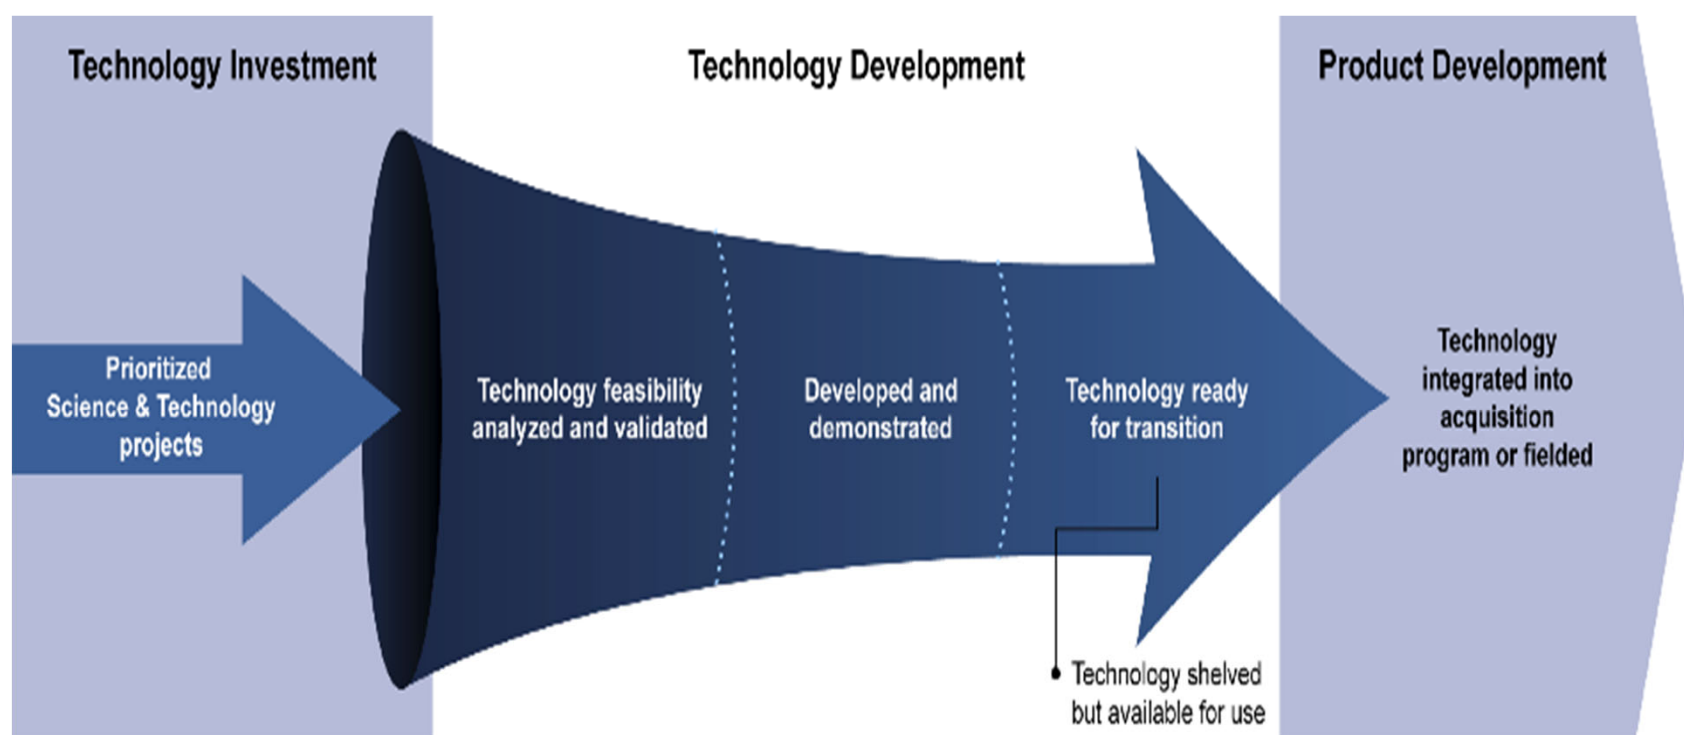 Technology Investment
Technology Development
Product Development
Prioritized
Science & Technology
projects
Technology feasibility
analyzed and validated
Developed and
demonstrated
Technology ready
for transition
Technology
integrated into
acquisition
program or fielded
Technology shelved
but available for use